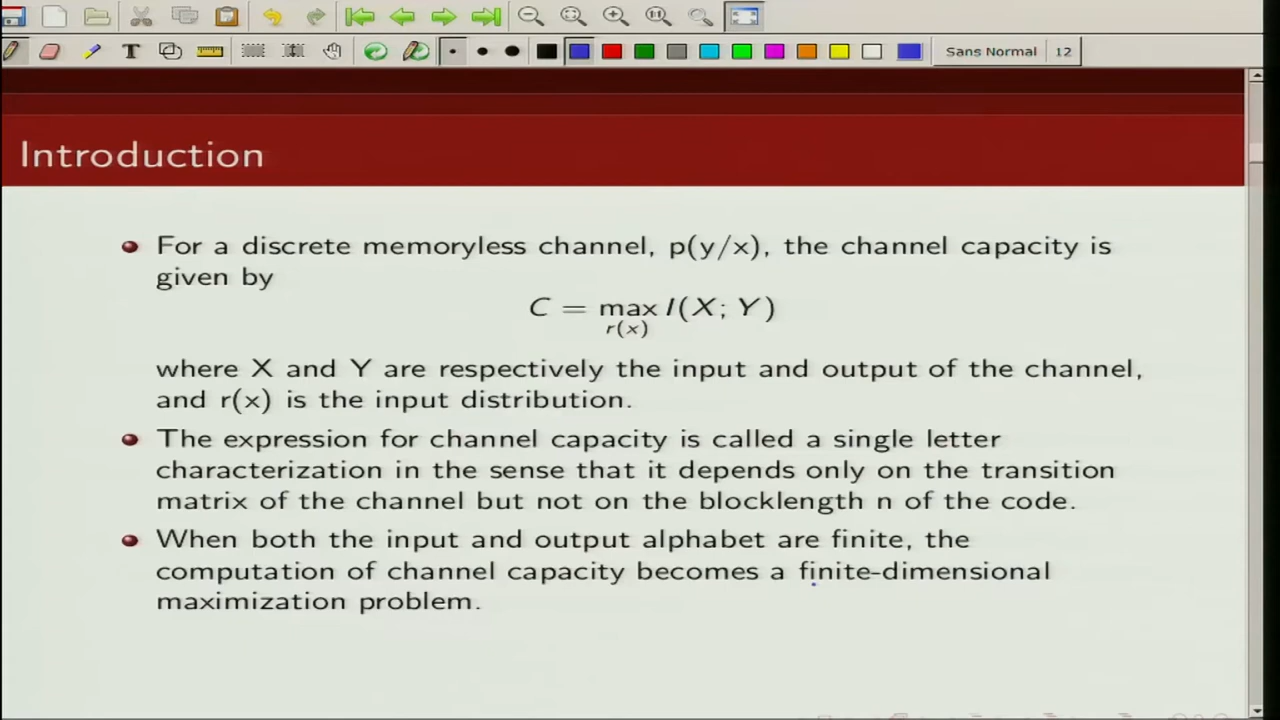 Sans Normal 12
Introduction
For a discrete memoryless channel, p(y/x), the channel capacity is
given by
C = max I(X; Y)
r(x)
where X and Y are respectively the input and output of the channel,
and r(x) is the input distribution.
The expression for channel capacity is called a single letter
characterization in the sense that it depends only on the transition
matrix of the channel but not on the blocklength n of the code.
When both the input and output alphabet are finite, the
computation of channel capacity becomes a finite-dimensional
maximization problem.